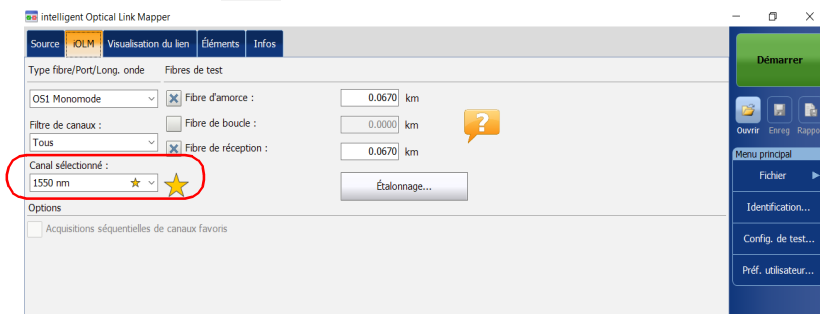 intelligent Optical Link Mapper
Source iOLM Visualisation du lien Éléments Infos
Type fibre/Port/Long. onde Fibres de test
OS1 Monomode Fibre d'amorce : 0.0670 km
Filtre de canaux : Fibre de boucle : 0.0000 km
Tous Fibre de réception : 0.0670 km
Canal sélectionné :
1550 nm Étalonnage...
Options
Acquisitions séquentielles de canaux favoris
Démarrer
Ouvrir Enreg Rappo
Menu principal
Fichier
Identification...
Config. de test...
Préf. utilisateur...